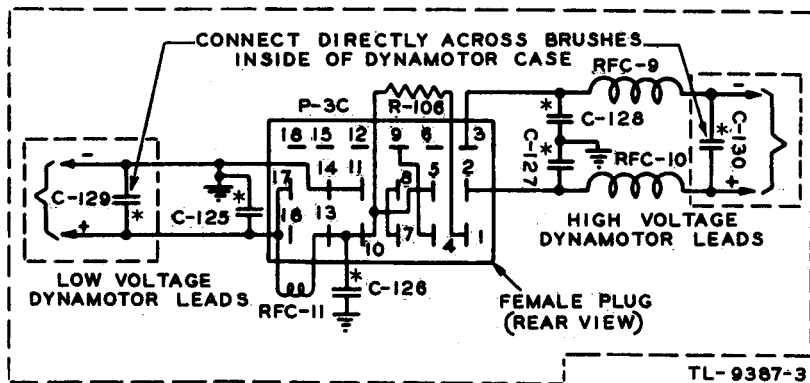 CONNECT DIRECTLY ACROSS BRUSHES
INSIDE OF DYNAMOTOR CASE
RFC-9
P-3C
R-106
-
18 15 12 9 6 3
*
C-128
*
C-130
-
17 14 11 8 5 2
*
C-127
RFC-10
C-129
*
C-125
*
+
16 13 10 7 4 1
+
HIGH VOLTAGE
DYNAMOTOR LEADS
LOW VOLTAGE
DYNAMOTOR LEADS
RFC-11
*
C-126
FEMALE PLUG
(REAR VIEW)
TL-9387-3